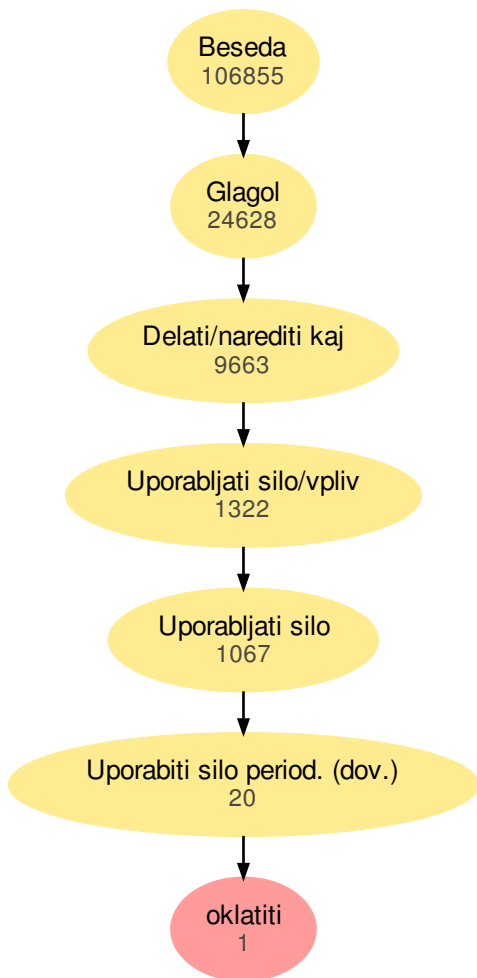 Beseda
106855
Glagol
24628
Delati/narediti kaj
9663
Uporabljati silo/vpliv
1322
Uporabljati silo
1067
Uporabiti silo period. (dov.)
20
oklatiti
1